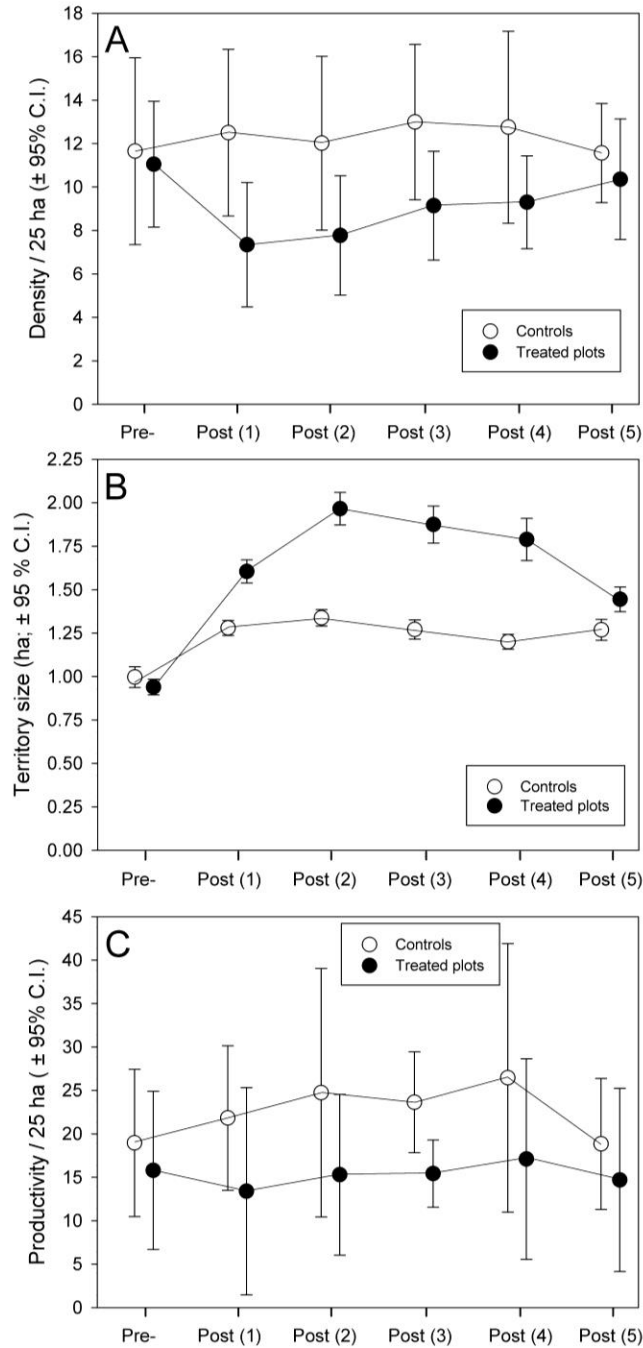 A
Density / 25 ha (± 95% C.I.)
18
16
14
12
10
8
6
4
2
0
Controls
Treated plots
Pre- Post (1) Post (2) Post (3) Post (4) Post (5)
B
Territory size (ha; ± 95 % C.I.)
2.25
2.00
1.75
1.50
1.25
1.00
0.75
0.50
0.25
0.00
Controls
Treated plots
Pre- Post (1) Post (2) Post (3) Post (4) Post (5)
C
Productivity / 25 ha ( ± 95% C.I.)
45
40
35
30
25
20
15
10
5
0
Controls
Treated plots
Pre- Post (1) Post (2) Post (3) Post (4) Post (5)